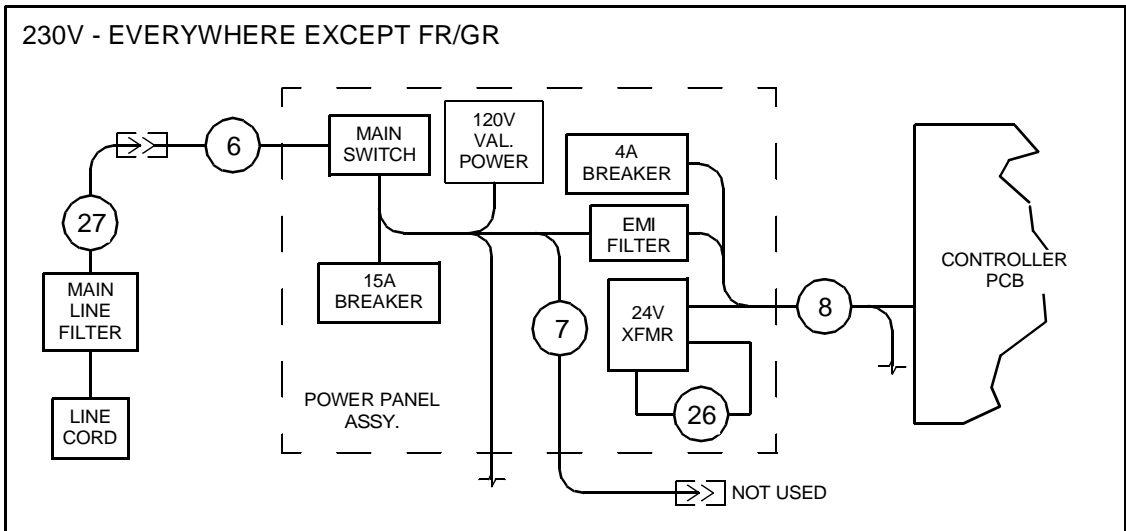 230V - EVERYWHERE EXCEPT FR/GR
120V
VAL.
POWER
MAIN
SWITCH
4A
BREAKER
6
27
EMI
FILTER
CONTROLLER
PCB
15A
BREAKER
MAIN
LINE
FILTER
24V
XFMR
7
8
POWER PANEL
ASSY.
26
LINE
CORD
NOT USED